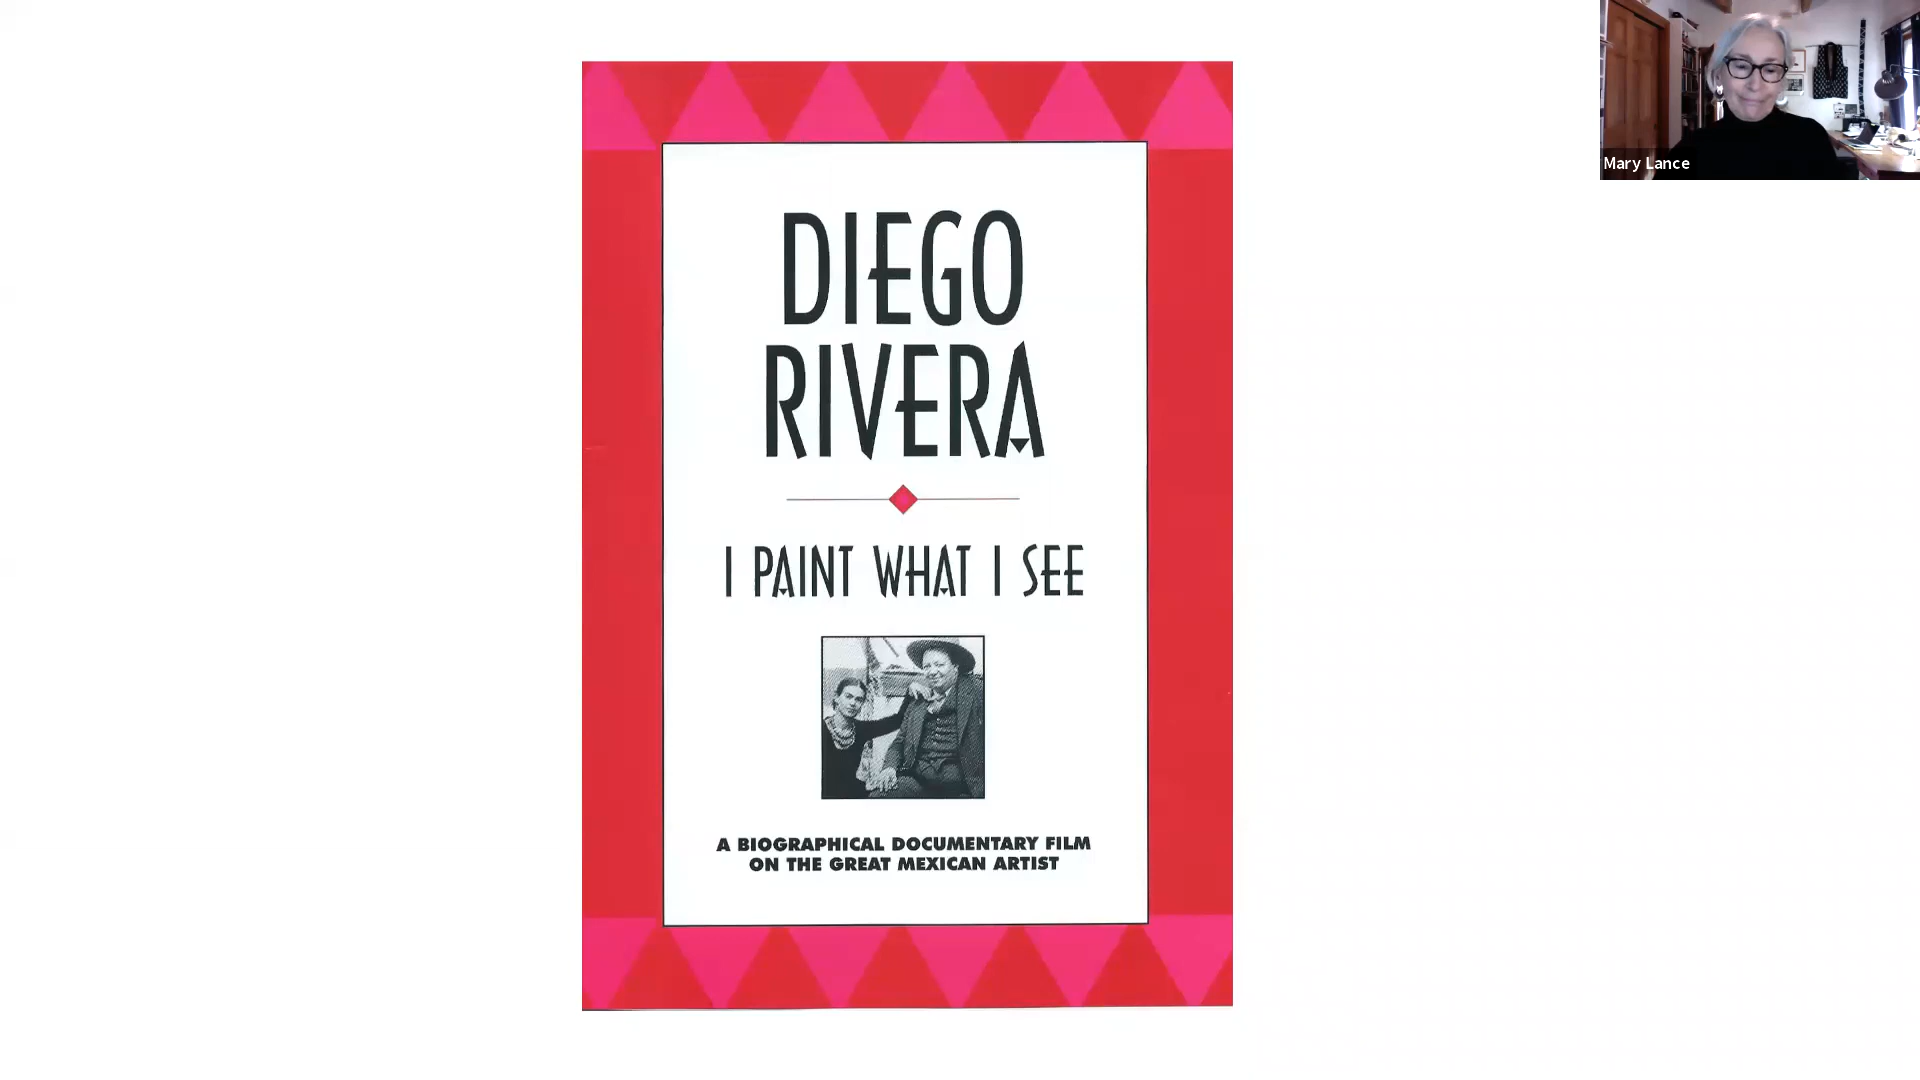 DIEGO
RIVERA
I PAINT WHAT I SEE
A BIOGRAPHICAL DOCUMENTARY FILM
ON THE GREAT MEXICAN ARTIST
Mary Lance